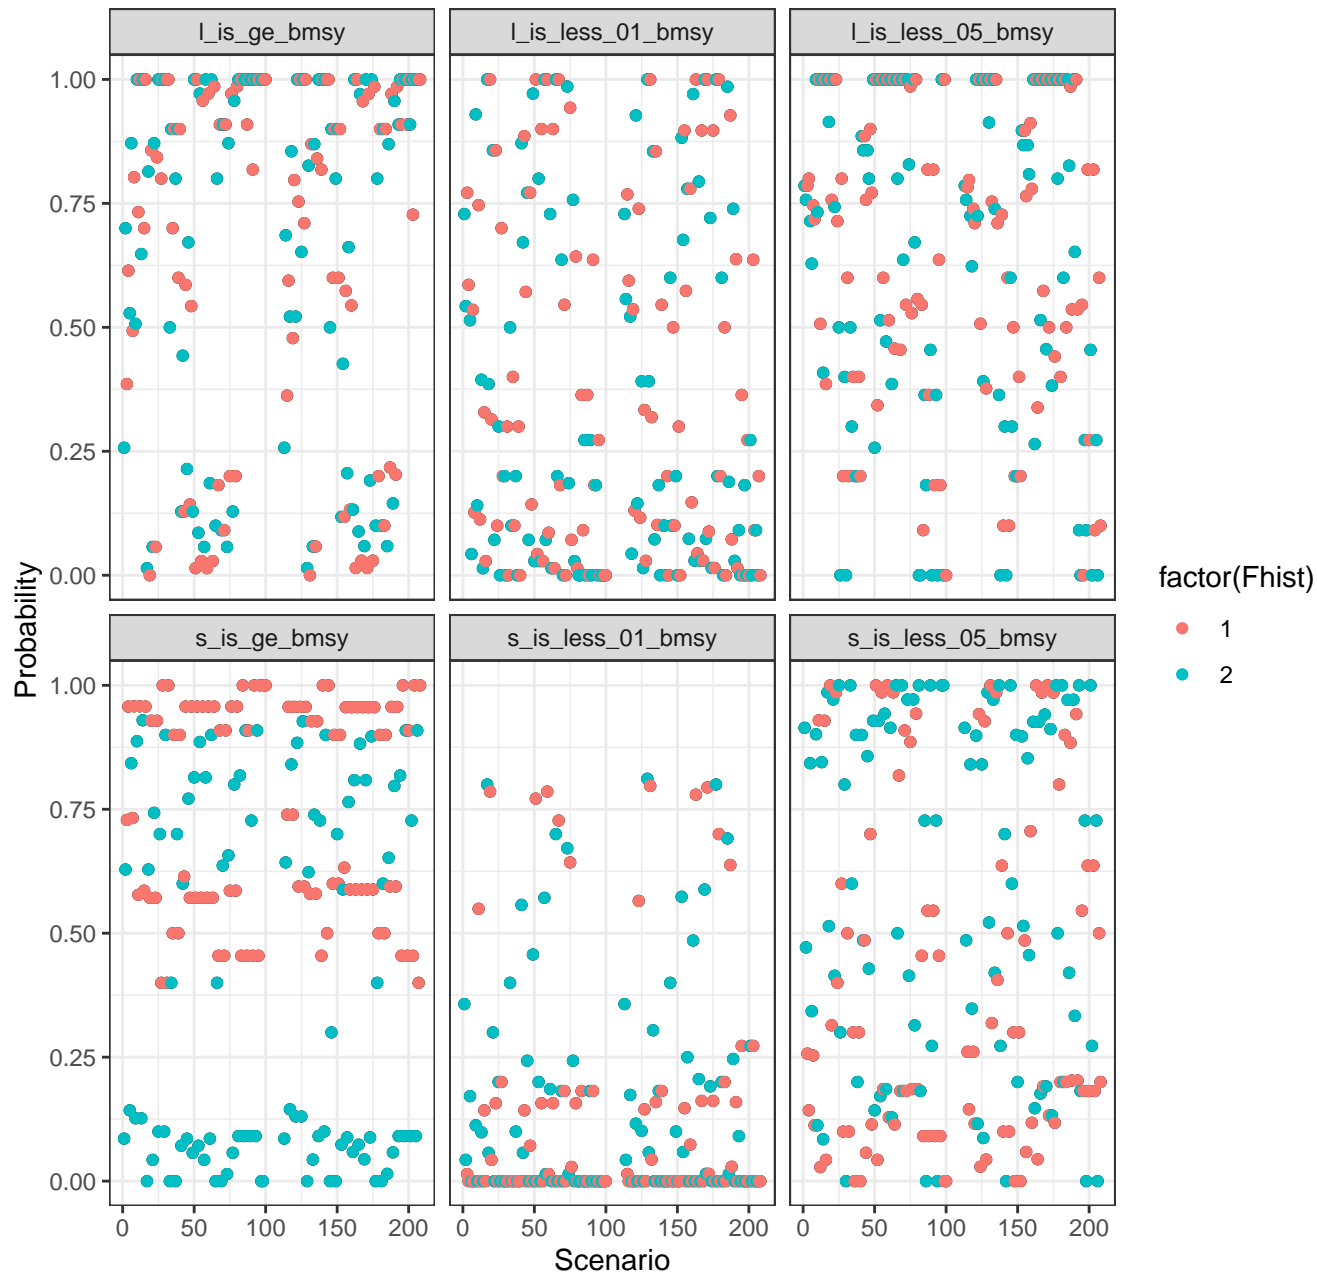 l_is_ge_bmsy
l_is_less_01_bmsy
l_is_less_05_bmsy
1.00
0.75
0.50
0.25
0.00
Probability
s_is_ge_bmsy
s_is_less_01_bmsy
s_is_less_05_bmsy
1.00
0.75
0.50
0.25
0.00
0 50 100 150 200
0 50 100 150 200
0 50 100 150 200
Scenario
factor(Fhist)
1
2